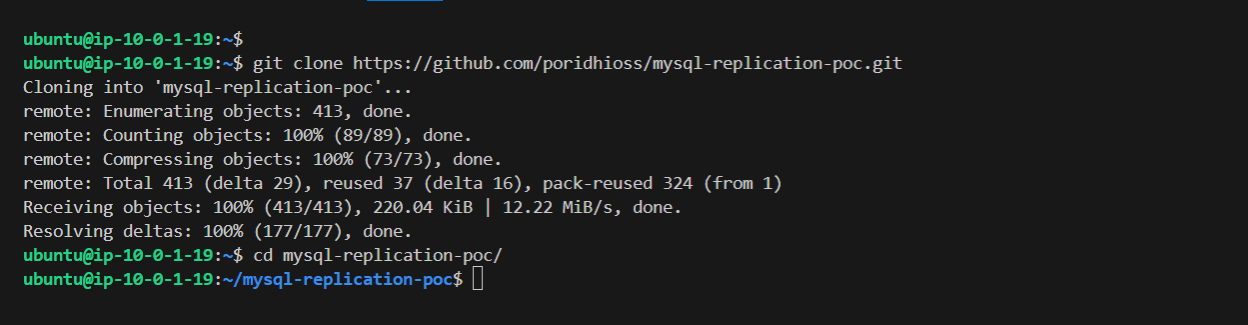 ubuntu@ip-10-0-1-19:~$
ubuntu@ip-10-0-1-19:~$ git clone https://github.com/poridhioss/mysql-replication-poc.git
Cloning into 'mysql-replication-poc'...
remote: Enumerating objects: 413, done.
remote: Counting objects: 100% (89/89), done.
remote: Compressing objects: 100% (73/73), done.
remote: Total 413 (delta 29), reused 37 (delta 16), pack-reused 324 (from 1)
Receiving objects: 100% (413/413), 220.04 KiB | 12.22 MiB/s, done.
Resolving deltas: 100% (177/177), done.
ubuntu@ip-10-0-1-19:~$ cd mysql-replication-poc/
ubuntu@ip-10-0-1-19:~/mysql-replication-poc$